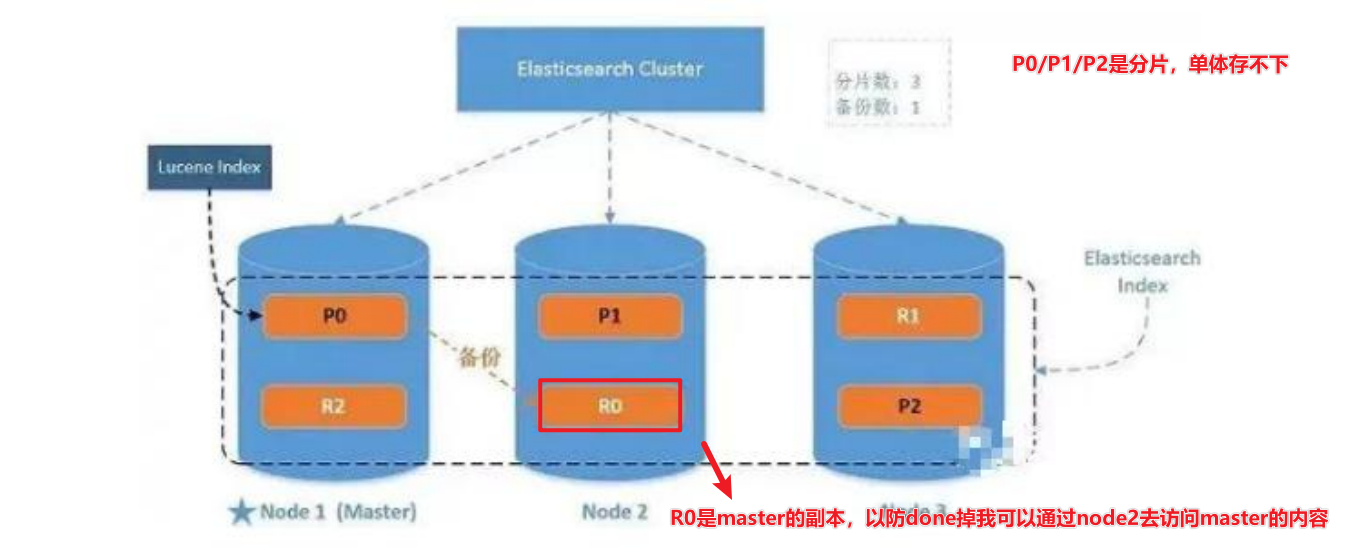 Elasticsearch Cluster
分片数：3
备份数：1
P0/P1/P2是分片，单体存不下
Lucene Index
Elasticsearch
Index
P0
P1
R1
备份
R2
R0
P2
Node 1 (Master)
Node 2
Node 3
R0是master的副本，以防done掉我可以通过node2去访问master的内容